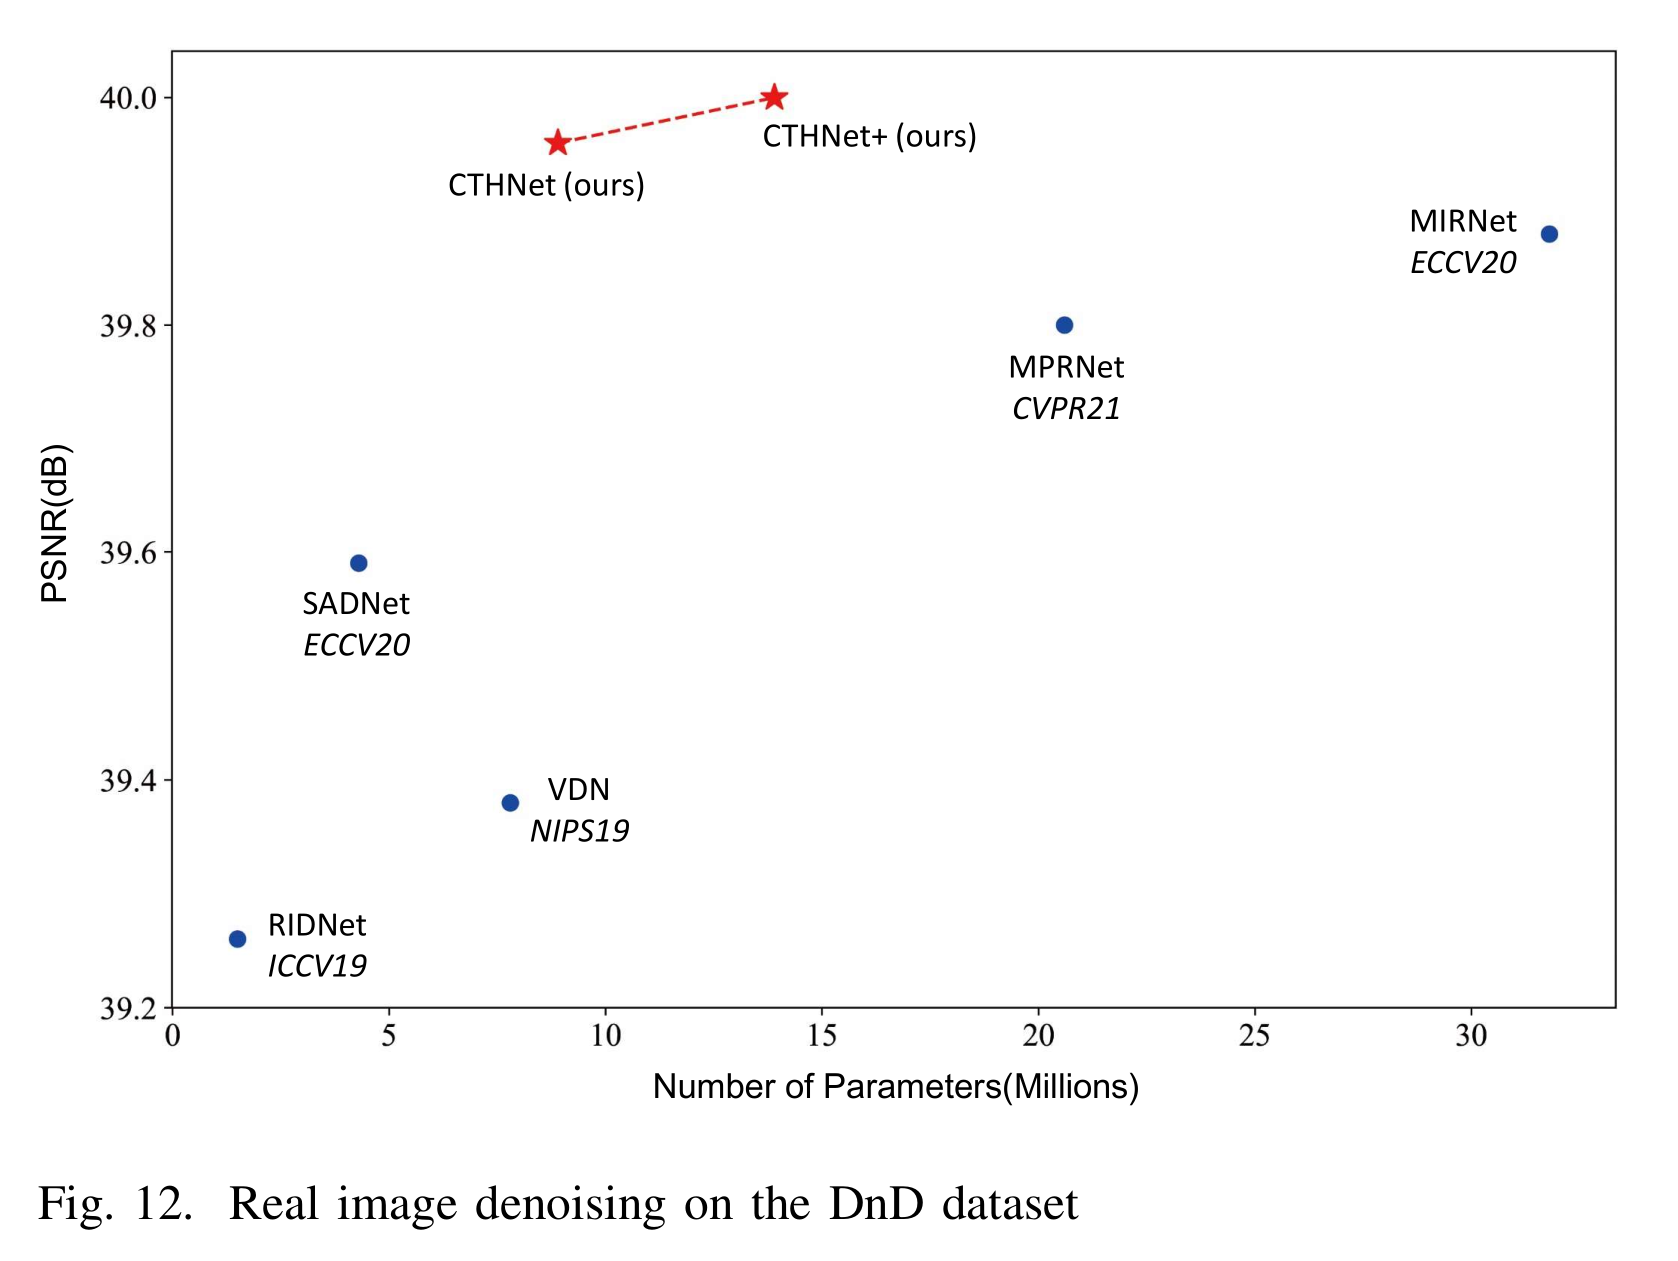 40.0
CTHNet+ (ours)
CTHNet (ours)
MIRNet
ECCV20
39.8
MPRNet
CVPR21
PSNR(dB)
39.6
SADNet
ECCV20
39.4
VDN
NIPS19
RIDNet
ICCV19
39.2
0 5 10 15 20 25 30
Number of Parameters(Millions)
Fig. 12. Real image denoising on the DnD dataset